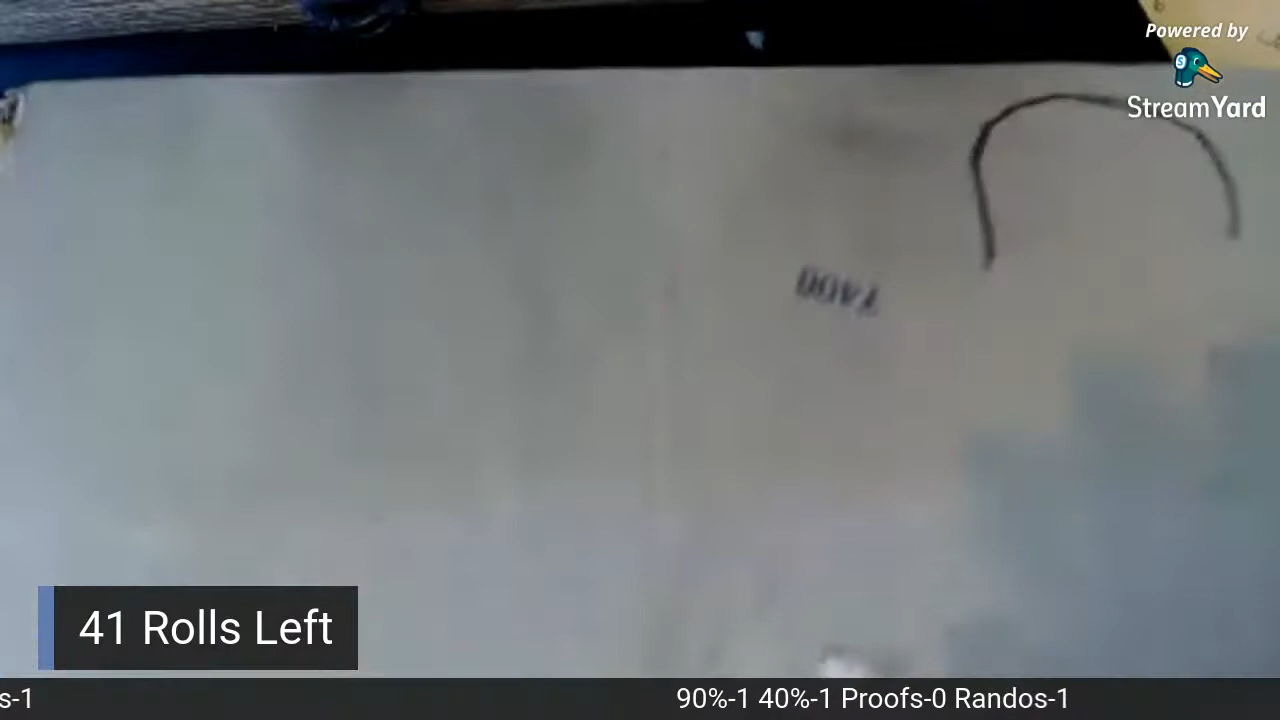 Powered by
StreamYard
41 Rolls Left
s-1
90%-1 40%-1 Proofs-0 Randos-1